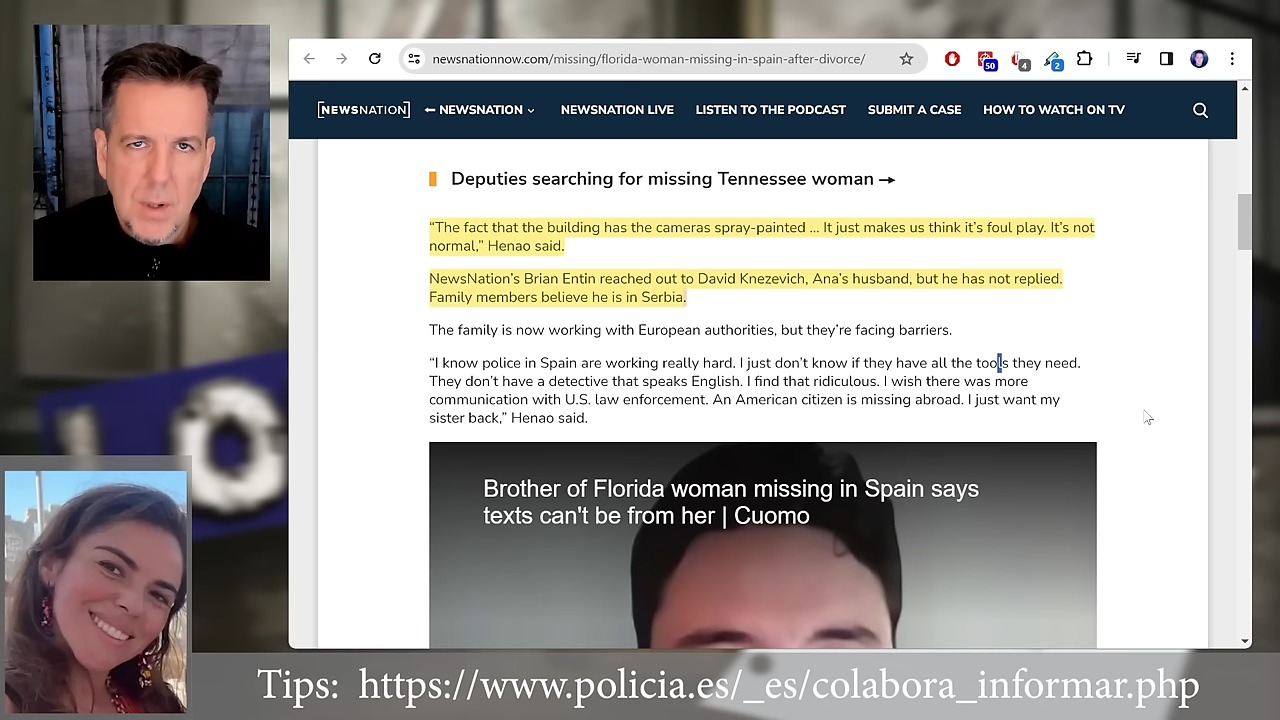 newsnationnow.com/missing/florida-woman-missing-in-spain-after-divorce/
50
4
2
[NEWSNATION]
← NEWSNATION
NEWSNATION LIVE
LISTEN TO THE PODCAST
SUBMIT A CASE
HOW TO WATCH ON TV
Deputies searching for missing Tennessee woman →
“The fact that the building has the cameras spray-painted … It just makes us think it’s foul play. It’s not
normal,” Henao said.
NewsNation’s Brian Entin reached out to David Knezevich, Ana’s husband, but he has not replied.
Family members believe he is in Serbia.
The family is now working with European authorities, but they’re facing barriers.
“I know police in Spain are working really hard. I just don’t know if they have all the tools they need.
They don’t have a detective that speaks English. I find that ridiculous. I wish there was more
communication with U.S. law enforcement. An American citizen is missing abroad. I just want my
sister back,” Henao said.
Brother of Florida woman missing in Spain says
texts can't be from her | Cuomo
Tips: https://www.policia.es/_es/colabora_informar.php